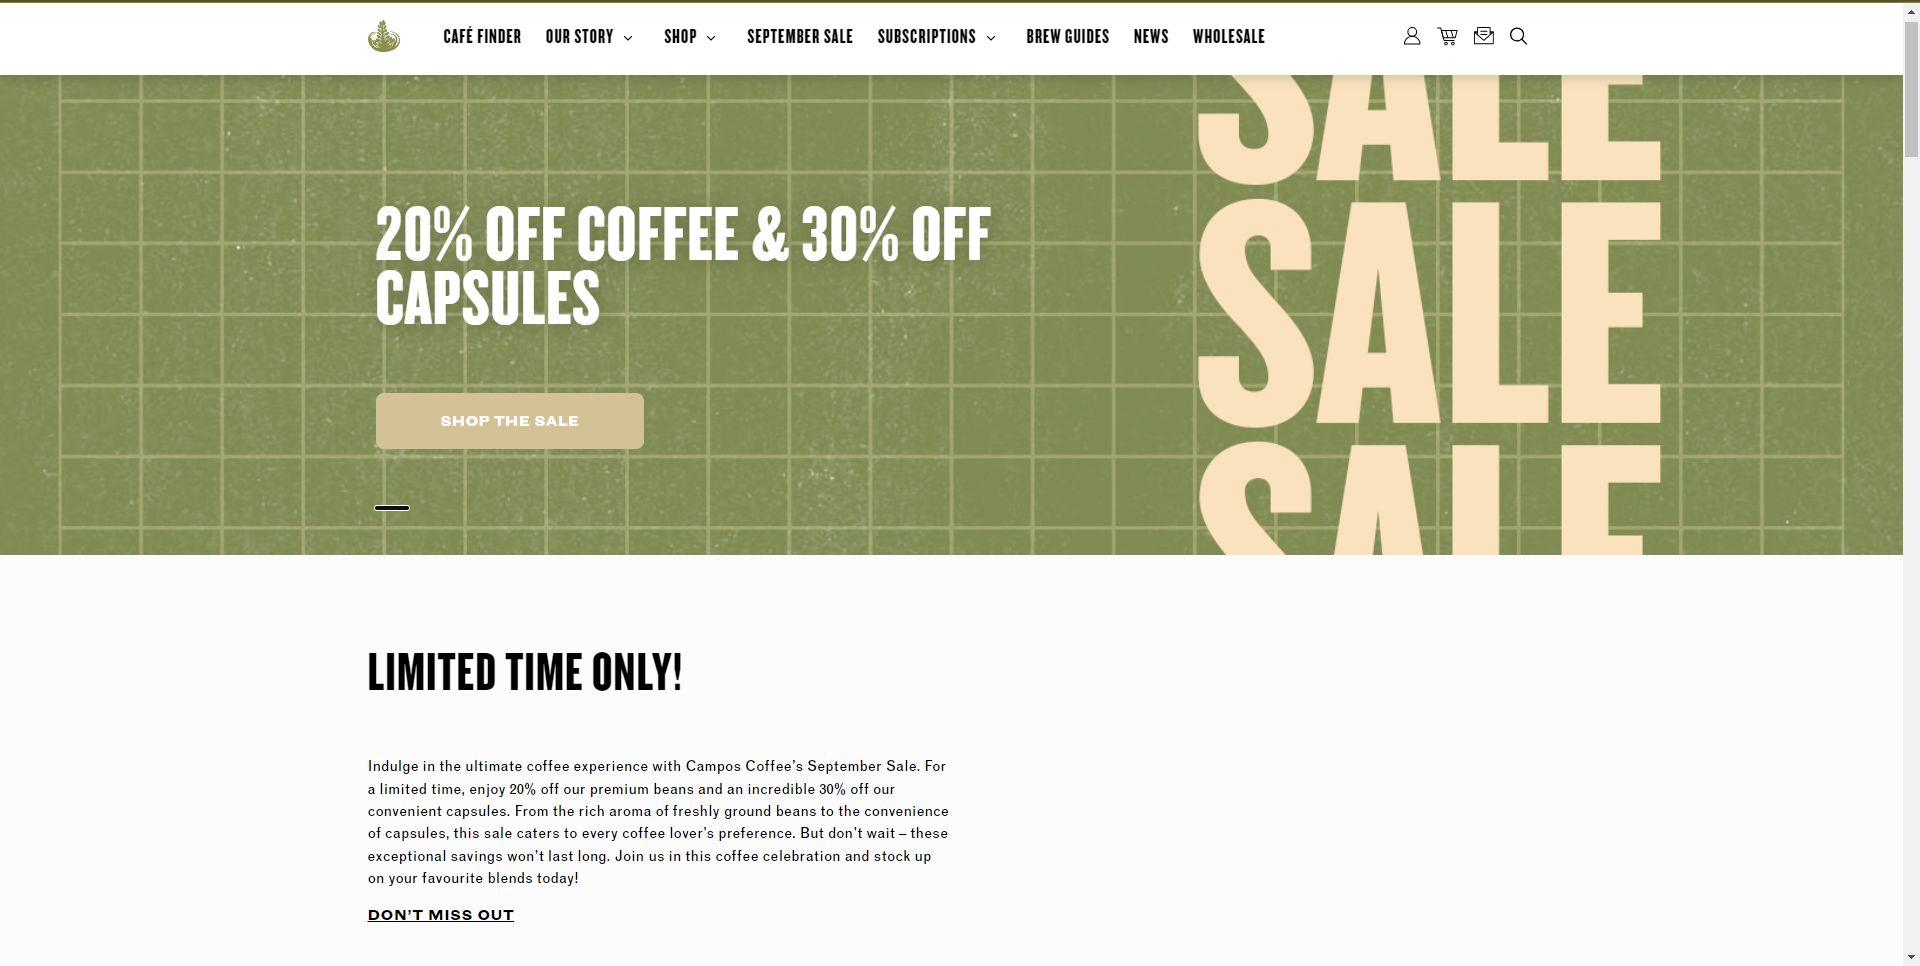 CAFÉ FINDER OUR STORY SHOP SEPTEMBER SALE SUBSCRIPTIONS BREW GUIDES NEWS WHOLESALE
SALE
20% OFF COFFEE & 30% OFF
CAPSULES
SALE
SHOP THE SALE
SALE
LIMITED TIME ONLY!
Indulge in the ultimate coffee experience with Campos Coffee’s September Sale. For
a limited time, enjoy 20% off our premium beans and an incredible 30% off our
convenient capsules. From the rich aroma of freshly ground beans to the convenience
of capsules, this sale caters to every coffee lover’s preference. But don’t wait – these
exceptional savings won’t last long. Join us in this coffee celebration and stock up
on your favourite blends today!
DON’T MISS OUT